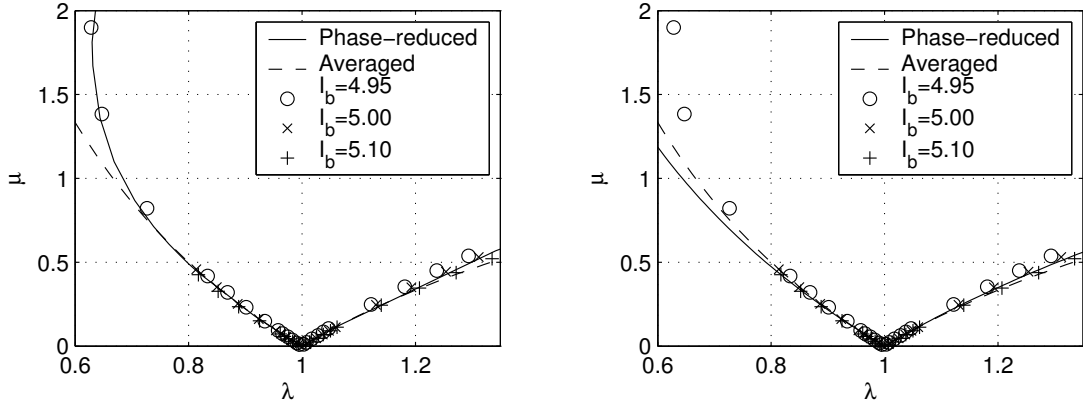 2
1.5
1
0.5
0
μ
0.6
0.8
1
1.2
λ
Phase−reduced
Averaged
I_b=4.95
I_b=5.00
I_b=5.10
2
1.5
1
0.5
0
μ
0.6
0.8
1
1.2
λ
Phase−reduced
Averaged
I_b=4.95
I_b=5.00
I_b=5.10